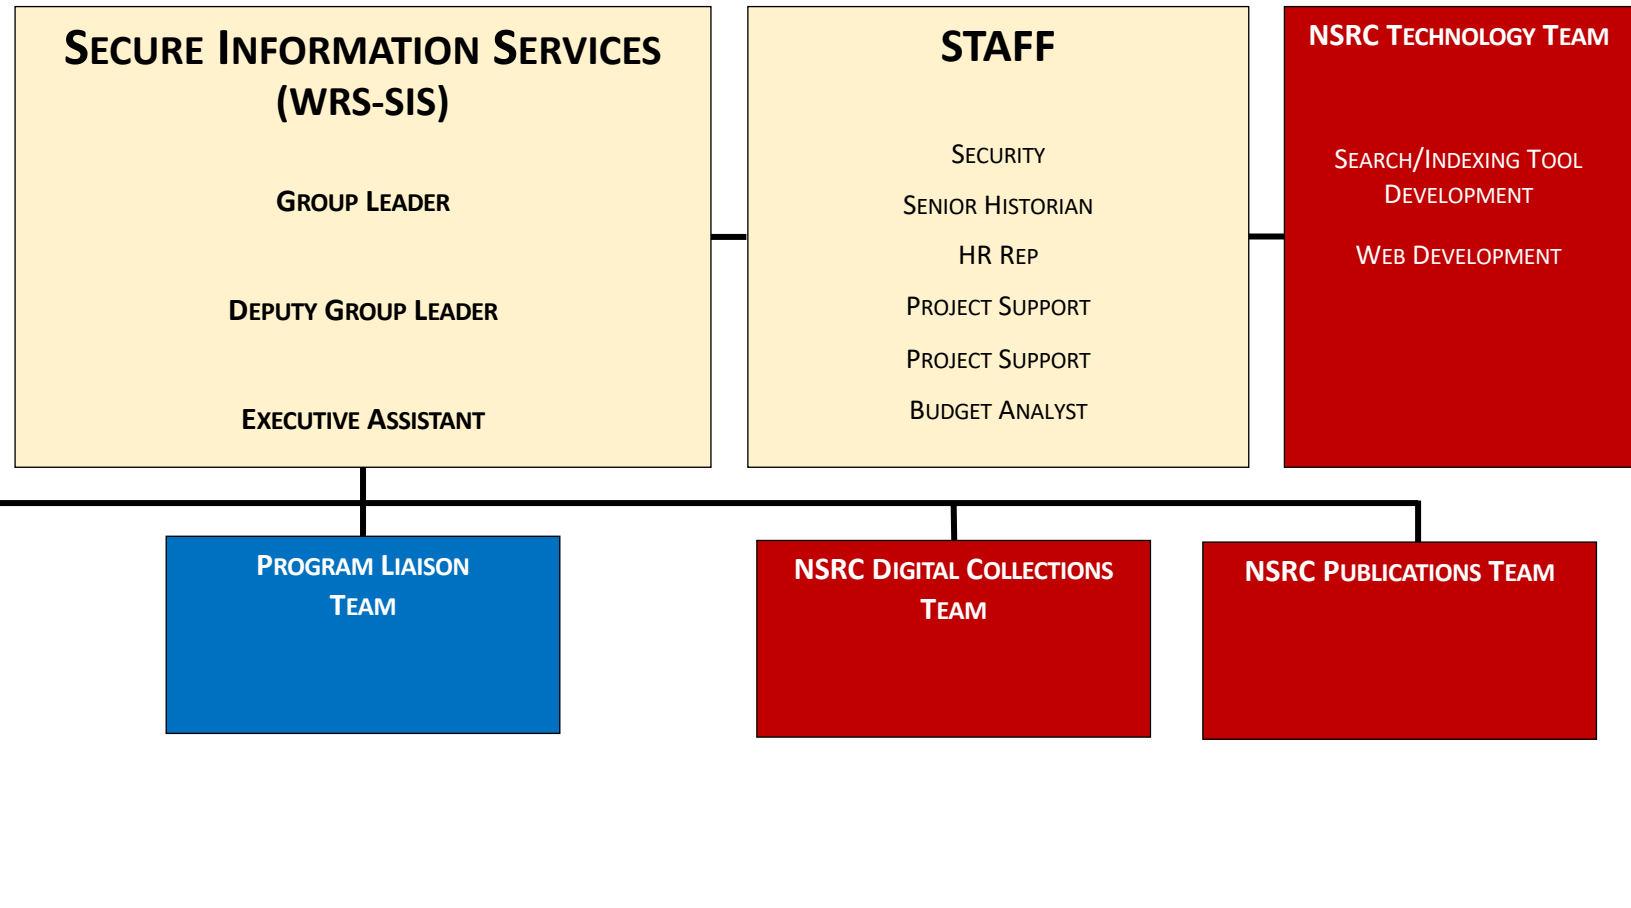 SECURE INFORMATION SERVICES
(WRS-SIS)
GROUP LEADER
DEPUTY GROUP LEADER
EXECUTIVE ASSISTANT
STAFF
SECURITY
SENIOR HISTORIAN
HR REP
PROJECT SUPPORT
PROJECT SUPPORT
BUDGET ANALYST
NSRC TECHNOLOGY TEAM
SEARCH/INDEXING TOOL
DEVELOPMENT
WEB DEVELOPMENT
PROGRAM LIAISON
TEAM
NSRC DIGITAL COLLECTIONS
TEAM
NSRC PUBLICATIONS TEAM